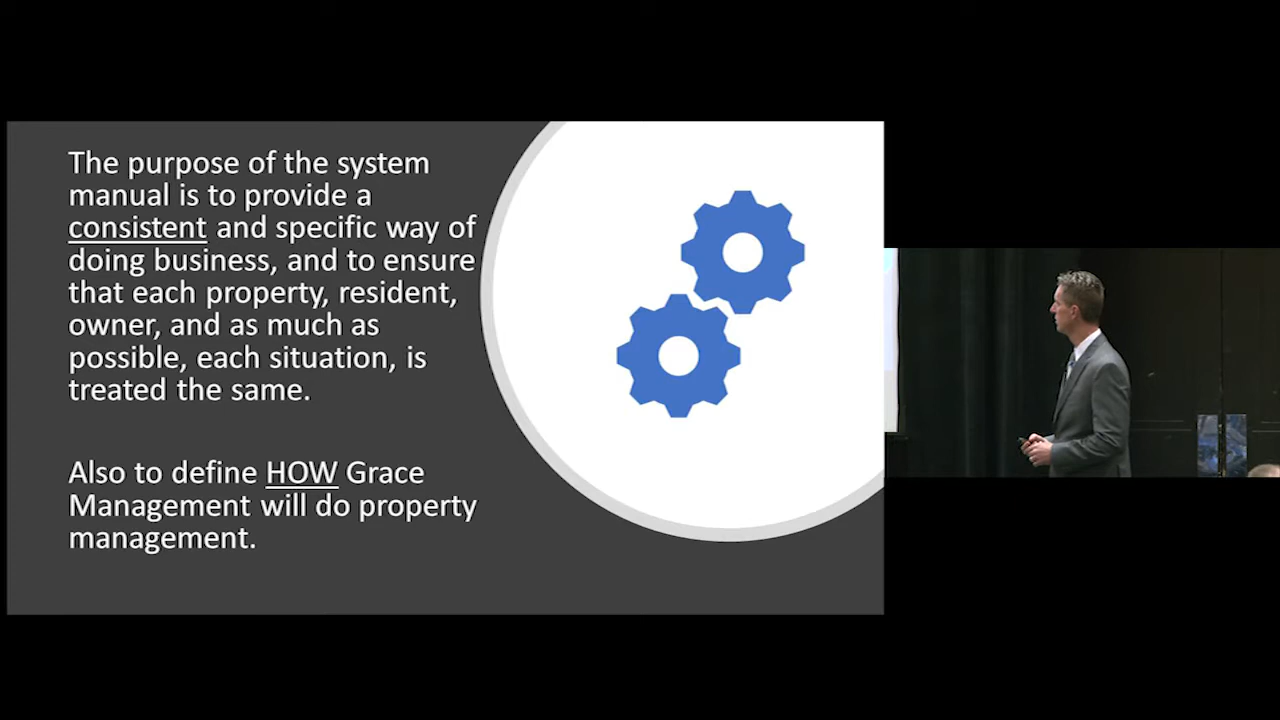 The purpose of the system
manual is to provide a
consistent and specific way of
doing business, and to ensure
that each property, resident,
owner, and as much as
possible, each situation, is
treated the same.
Also to define HOW Grace
Management will do property
management.